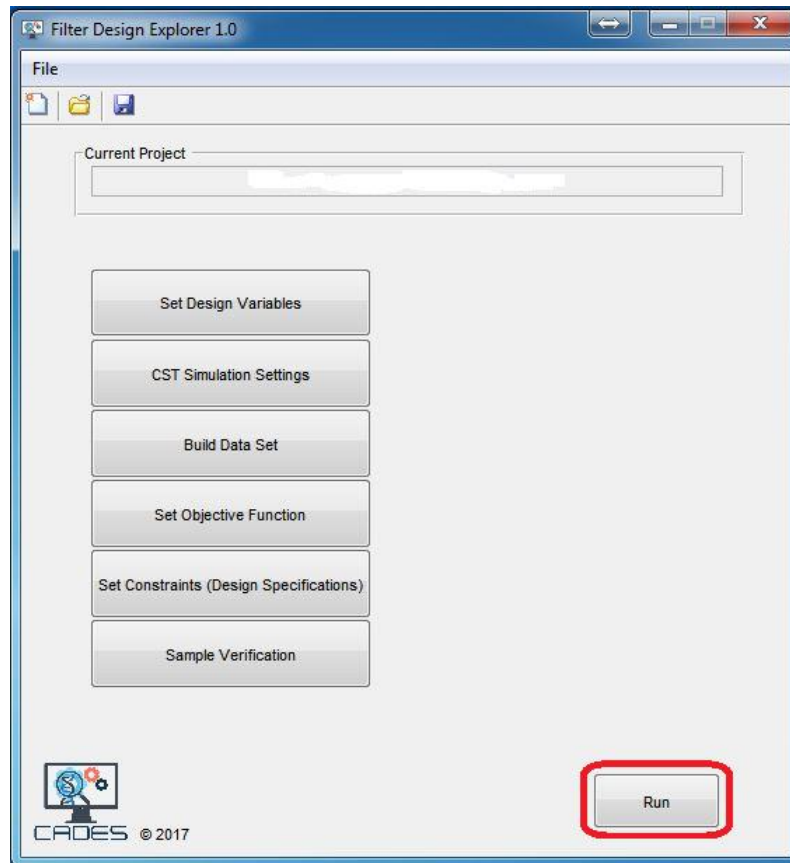 Filter Design Explorer 1.0
File
Current Project
Set Design Variables
CST Simulation Settings
Build Data Set
Set Objective Function
Set Constraints (Design Specifications)
Sample Verification
Run
CADES © 2017